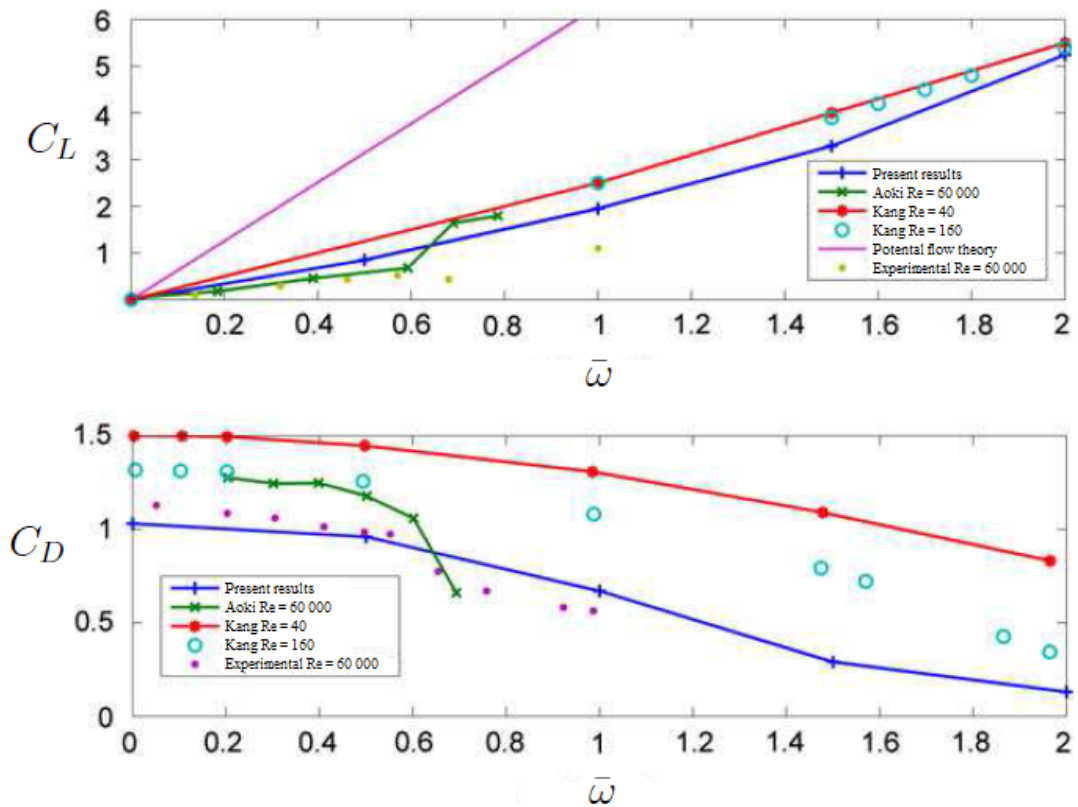 6
5
4
C_L
3
2
1
Present results
Aoki Re = 60 000
Kang Re = 40
Kang Re = 160
Potental flow theory
Experimental Re = 60 000
0.2 0.4 0.6 0.8 1 1.2 1.4 1.6 1.8 2
ω̄
1.5
1
C_D
0.5
0
Present results
Aoki Re = 60 000
Kang Re = 40
Kang Re = 160
Experimental Re = 60 000
0 0.2 0.4 0.6 0.8 1 1.2 1.4 1.6 1.8 2
ω̄